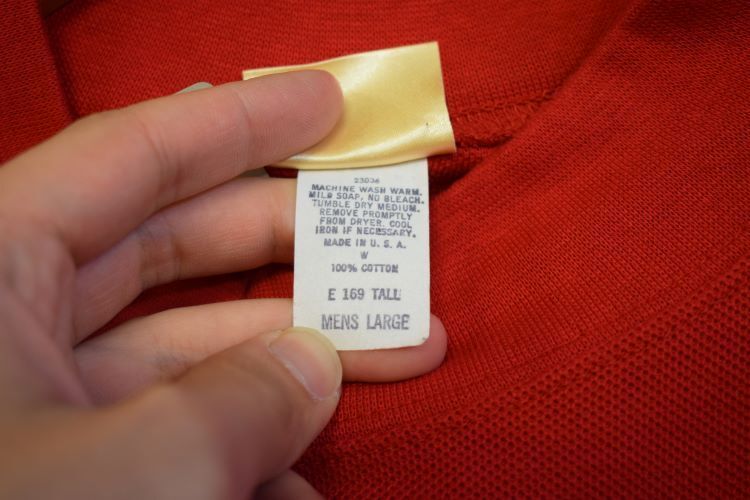 23036
MACHINE WASH WARM.
MILD SOAP, NO BLEACH.
TUMBLE DRY MEDIUM.
REMOVE PROMPTLY
FROM DRYER. COOL
IRON IF NECESSARY.
MADE IN U. S. A.
W
100% COTTON
E 169 TALL
MENS LARGE